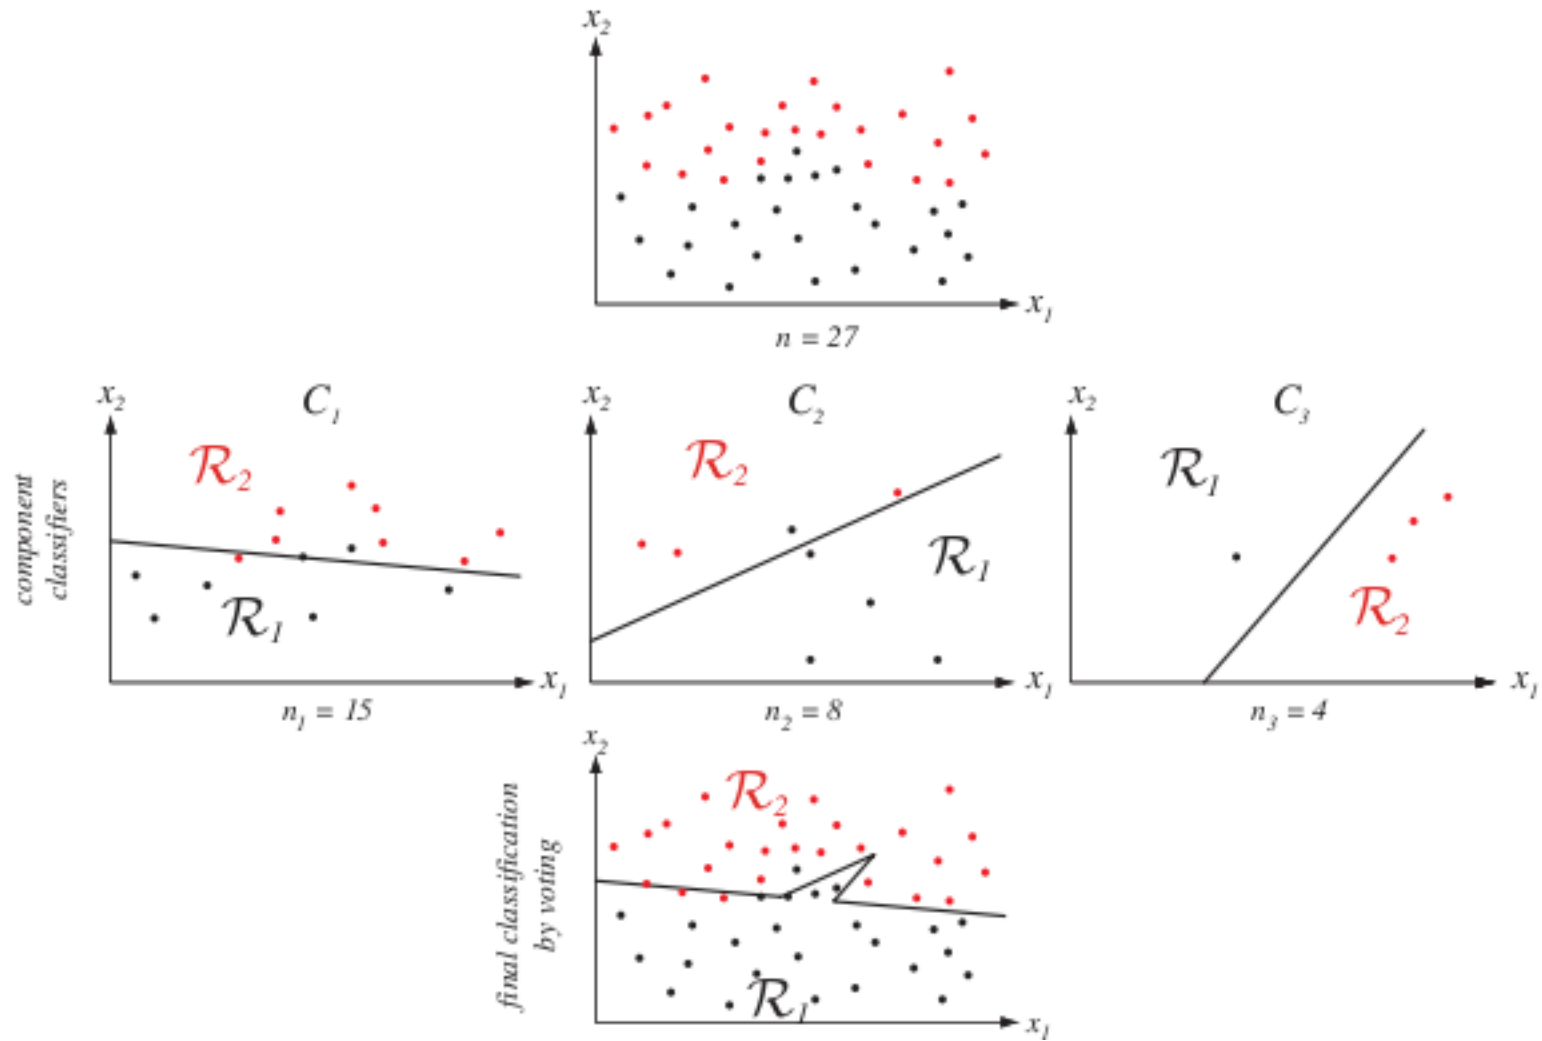 x₂
x₁
n = 27
component
classifiers
x₂
C₁
R₂
R₁
x₁
n₁ = 15
x₂
C₂
R₂
R₁
x₁
n₂ = 8
x₂
C₃
R₁
R₂
x₁
n₃ = 4
final classification
by voting
x₂
R₂
R₁
x₁